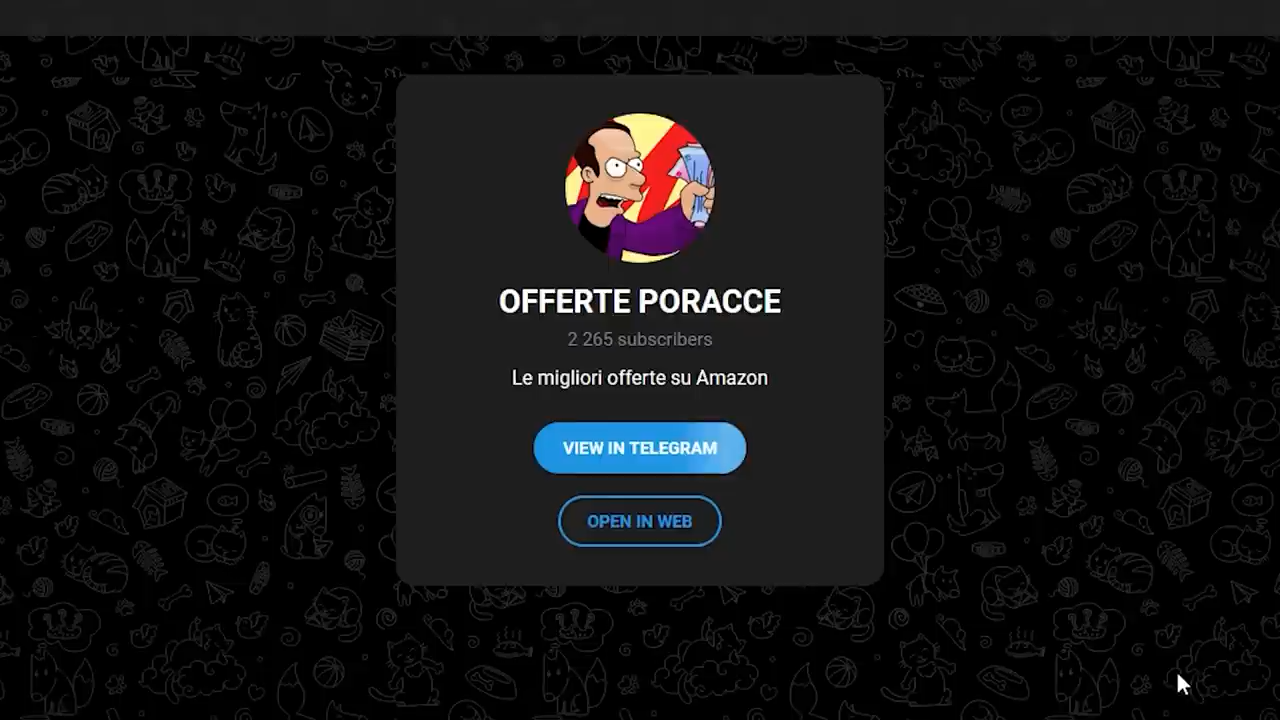 OFFERTE PORACCE
2 265 subscribers
Le migliori offerte su Amazon
VIEW IN TELEGRAM
OPEN IN WEB